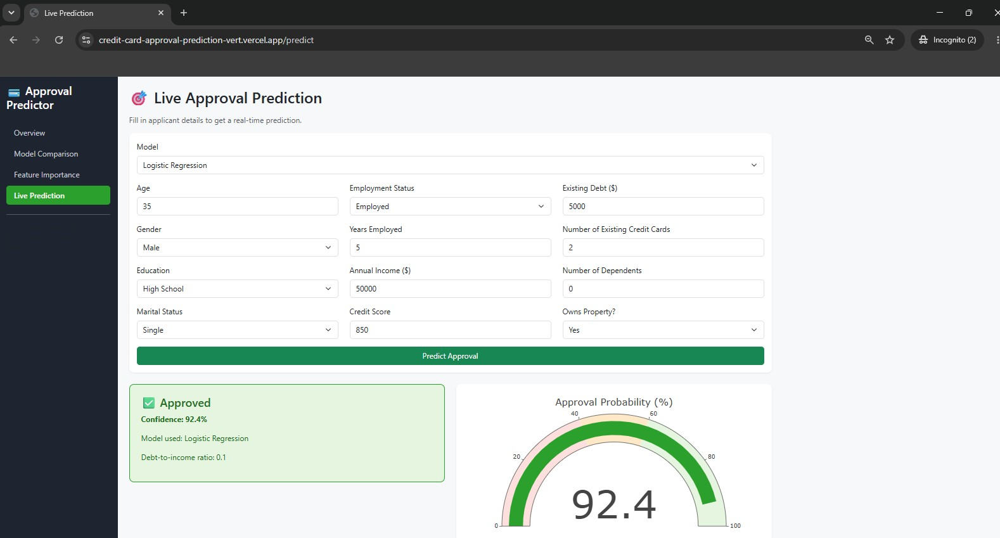 Live Prediction
credit-card-approval-prediction-vert.vercel.app/predict
Incognito (2)
Approval
Predictor
Overview
Model Comparison
Feature Importance
Live Prediction
Live Approval Prediction
Fill in applicant details to get a real-time prediction.
Model
Logistic Regression
Age
Employment Status
Existing Debt ($)
35
Employed
5000
Gender
Years Employed
Number of Existing Credit Cards
Male
5
2
Education
Annual Income ($)
Number of Dependents
High School
50000
0
Marital Status
Credit Score
Owns Property?
Single
850
Yes
Predict Approval
Approved
Confidence: 92.4%
Model used: Logistic Regression
Debt-to-income ratio: 0.1
Approval Probability (%)
0
20
40
60
80
100
92.4